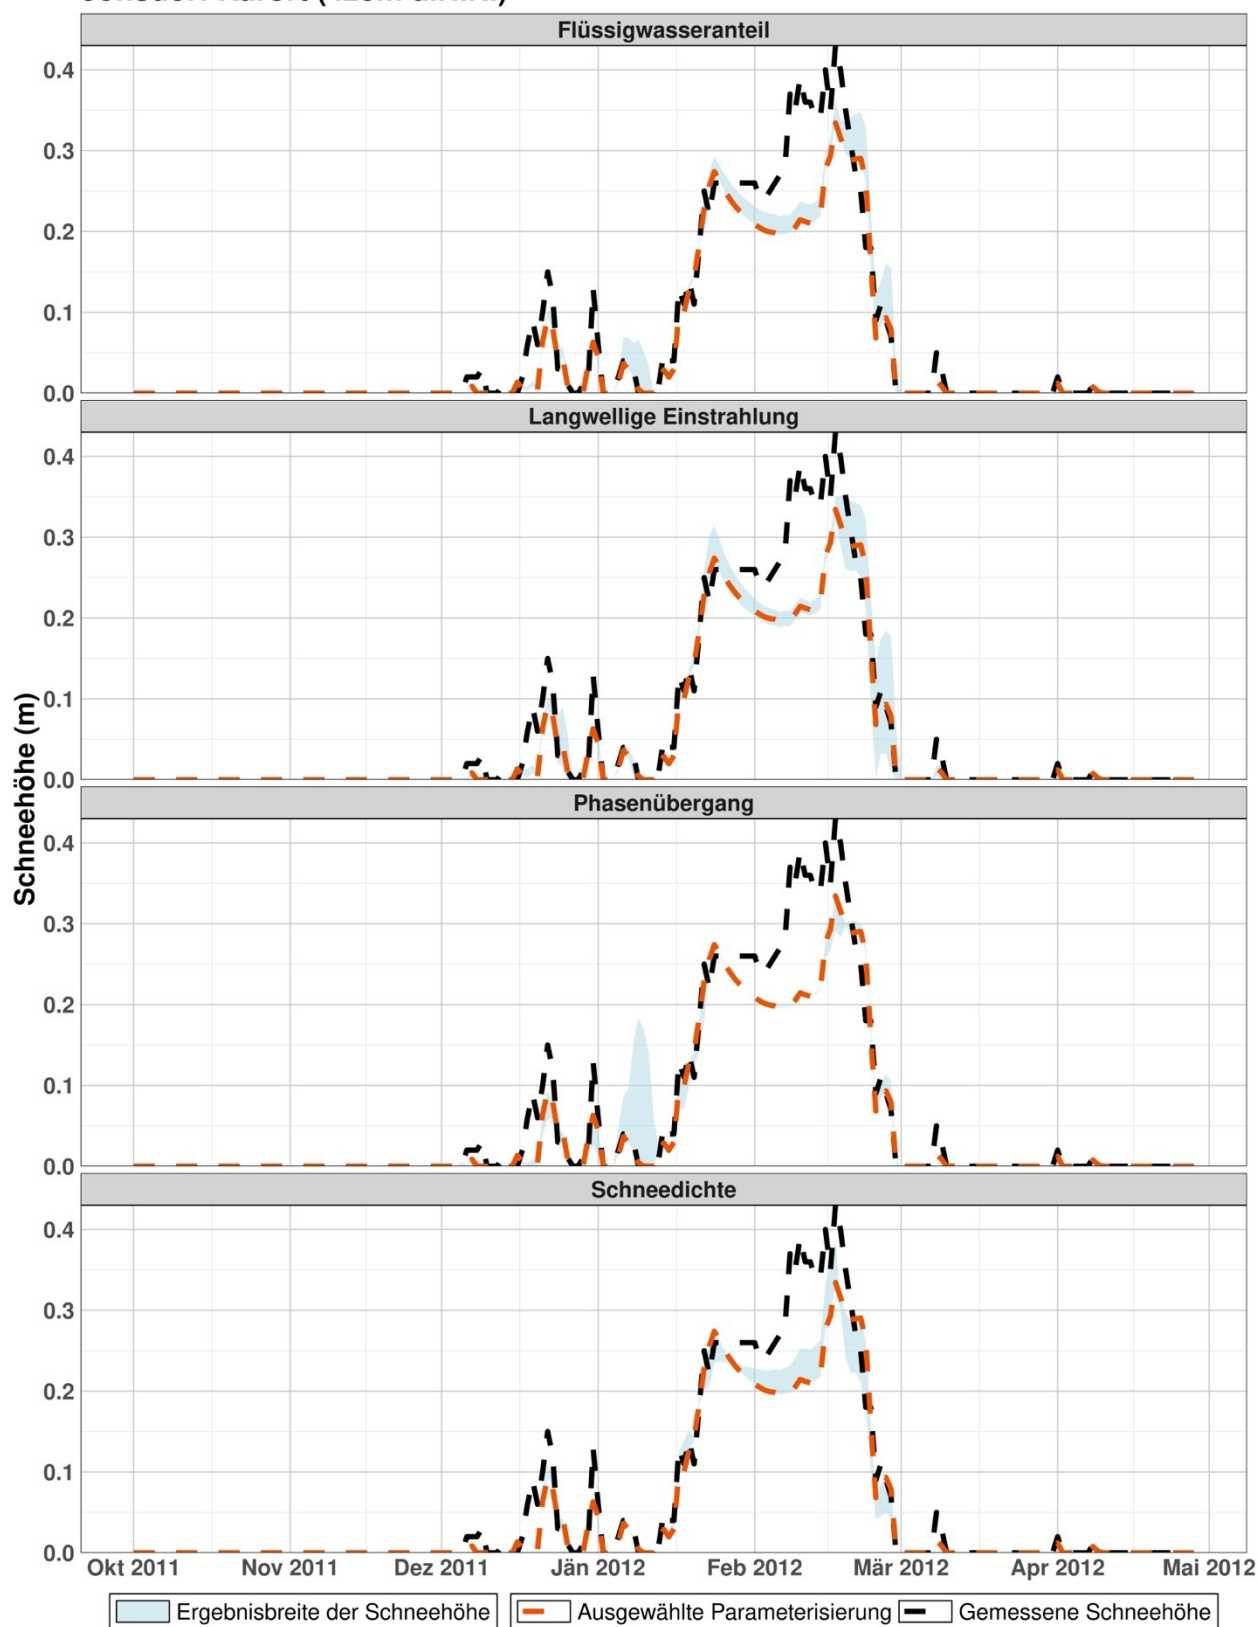 Flüssigwasseranteil
0.4
0.3
0.2
0.1
0.0
Langwellige Einstrahlung
0.4
0.3
0.2
0.1
0.0
Schneehöhe (m)
Phasenübergang
0.4
0.3
0.2
0.1
0.0
Schneedichte
0.4
0.3
0.2
0.1
0.0
Okt 2011 Nov 2011 Dez 2011 Jän 2012 Feb 2012 Mär 2012 Apr 2012 Mai 2012
Ergebnisbreite der Schneehöhe Ausgewählte Parameterisierung Gemessene Schneehöhe